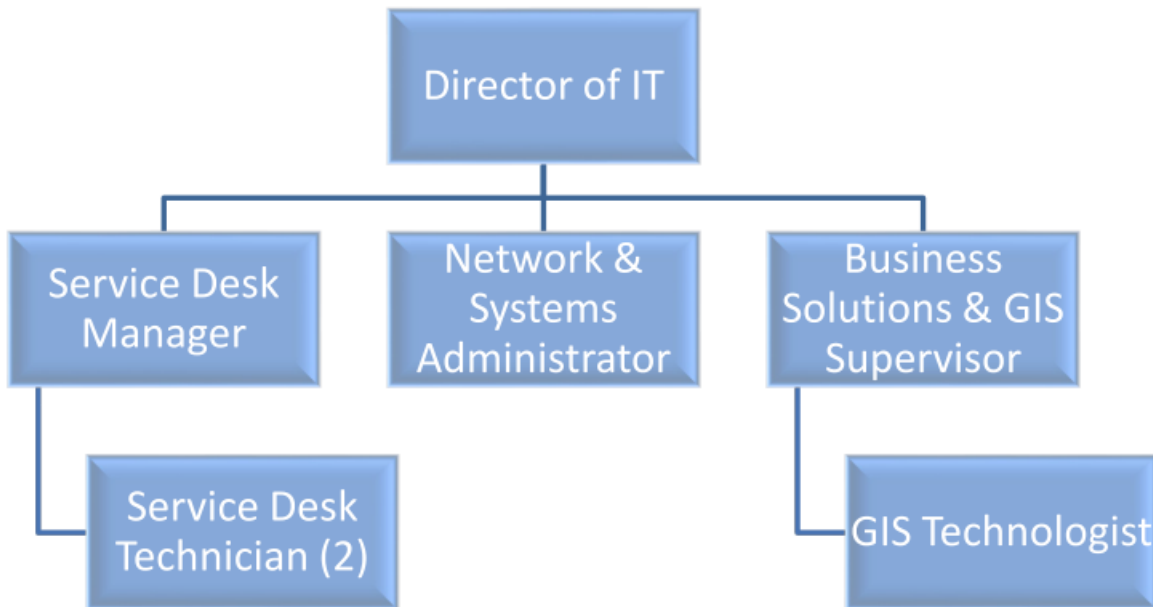 Director of IT
Service Desk
Manager
Network &
Systems
Administrator
Business
Solutions & GIS
Supervisor
Service Desk
Technician (2)
GIS Technologist